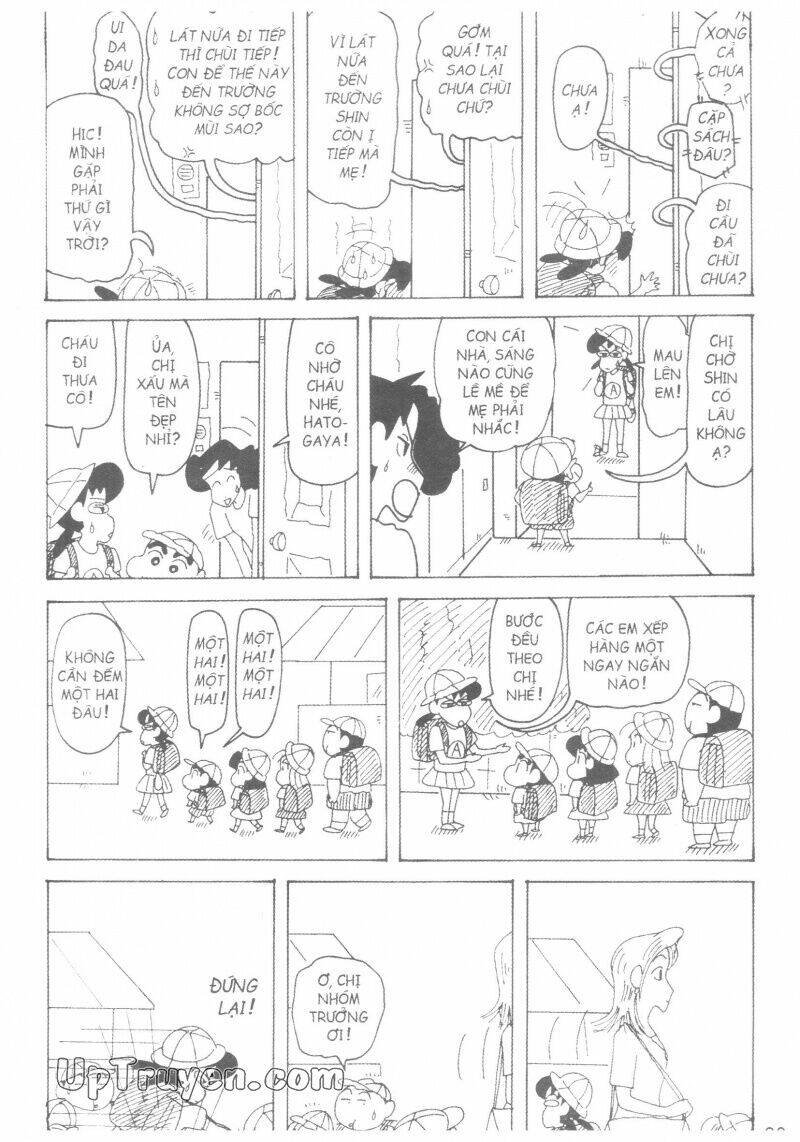 XONG
CẢ
CHƯA
?
CẶP
SÁCH
ĐÂU?
ĐI
CẦU
ĐÃ
CHÙI
CHƯA?
CHƯA
Ạ!
GỚM
QUÁ! TẠI
SAO LẠI
CHƯA CHÙI
CHỨ?
VÌ LÁT
NỮA
ĐẾN
TRƯỜNG
SHIN
CÒN Ị
TIẾP MÀ
MẸ!
LÁT NỮA ĐI TIẾP
THÌ CHÙI TIẾP!
CON ĐỂ THẾ NÀY
ĐẾN TRƯỜNG
KHÔNG SỢ BỐC
MÙI SAO?
UI
DA
ĐAU
QUÁ!
HIC!
MÌNH
GẶP
PHẢI
THỨ GÌ
VẬY
TRỜI?
CHỊ
CHỜ
SHIN
CÓ
LÂU
KHÔNG
Ạ?
MAU
LÊN
EM!
CON CÁI
NHÀ, SÁNG
NÀO CŨNG
LỀ MỀ ĐỂ
MẸ PHẢI
NHẮC!
CÔ
NHỜ
CHÁU
NHÉ,
HATO-
GAYA!
ỦA,
CHỊ
XẤU MÀ
TÊN
ĐẸP
NHỈ?
CHÁU
ĐI
THƯA
CÔ!
CÁC EM XẾP
HÀNG MỘT
NGAY NGẮN
NÀO!
BƯỚC
ĐỀU
THEO
CHỊ
NHÉ!
MỘT
HAI!
MỘT
HAI!
MỘT
HAI!
MỘT
HAI!
KHÔNG
CẦN ĐẾM
MỘT HAI
ĐÂU!
Ơ, CHỊ
NHÓM
TRƯỞNG
ƠI!
ĐỨNG
LẠI!
UpTruyen.com